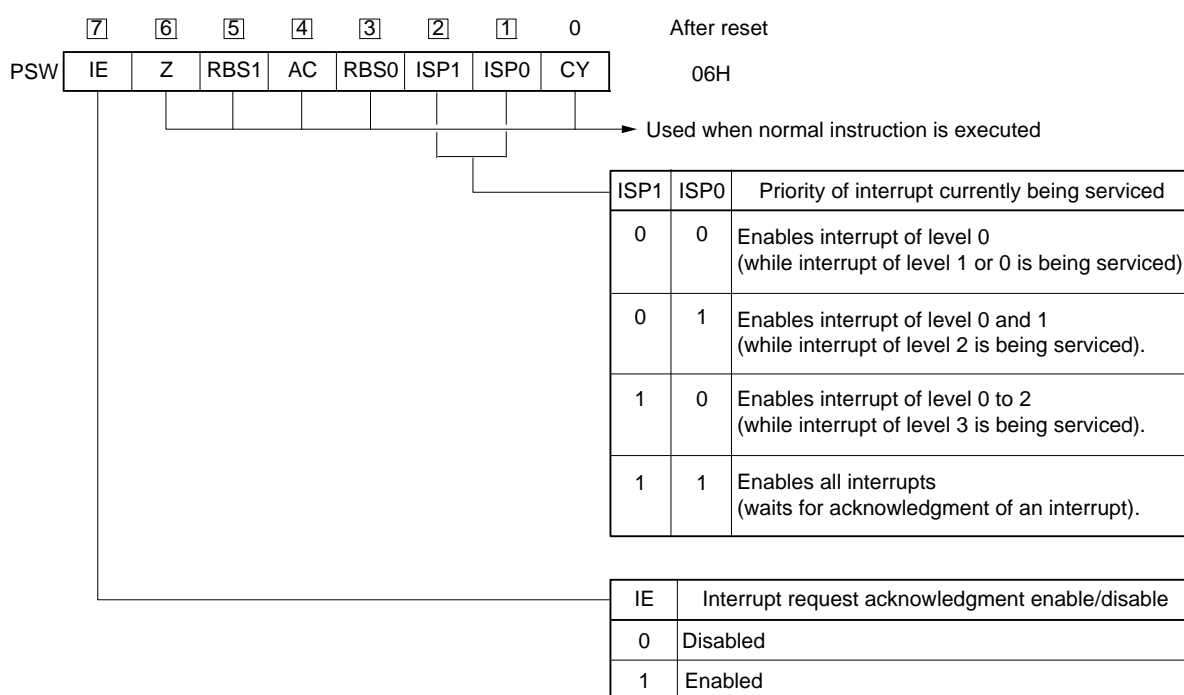 7 6 5 4 3 2 1 0 After reset
PSW IE Z RBS1 AC RBS0 ISP1 ISP0 CY 06H
Used when normal instruction is executed
ISP1 ISP0 Priority of interrupt currently being serviced
0 0 Enables interrupt of level 0
(while interrupt of level 1 or 0 is being serviced)
0 1 Enables interrupt of level 0 and 1
(while interrupt of level 2 is being serviced).
1 0 Enables interrupt of level 0 to 2
(while interrupt of level 3 is being serviced).
1 1 Enables all interrupts
(waits for acknowledgment of an interrupt).
IE Interrupt request acknowledgment enable/disable
0 Disabled
1 Enabled